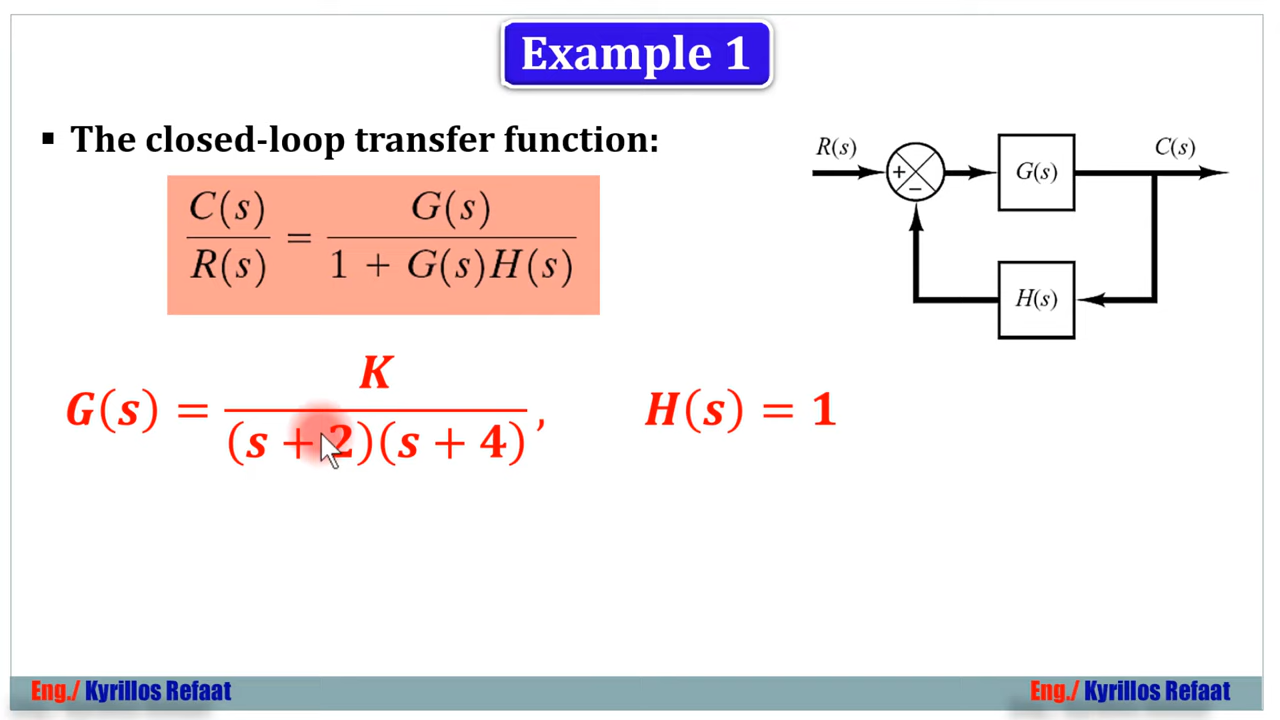 Example 1
▪ The closed-loop transfer function:
C(s)/R(s) = G(s)/(1 + G(s)H(s))
R(s)
+
−
G(s)
C(s)
H(s)
G(s) = K/((s + 2)(s + 4)), H(s) = 1
Eng./ Kyrillos Refaat
Eng./ Kyrillos Refaat